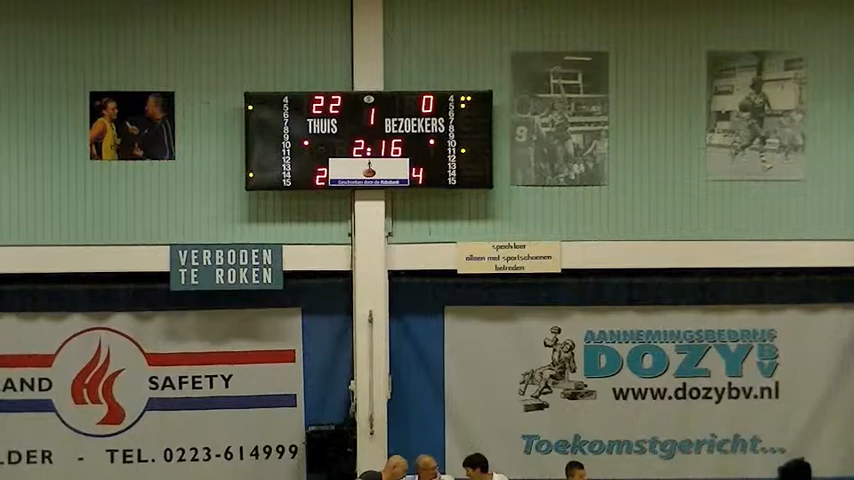 22 0
THUIS 1 BEZOEKERS
2:16
2 4
4
5
6
7
8
9
10
11
12
13
14
15
4
5
6
7
8
9
10
11
12
13
14
15
VERBODEN
TE ROKEN
speelvloer
alleen met sportschoenen
betreden
AND SAFETY
LDER - TEL. 0223-614999
AANNEMINGSBEDRIJF
DOZY BV
www.dozybv.nl
Toekomstgericht...